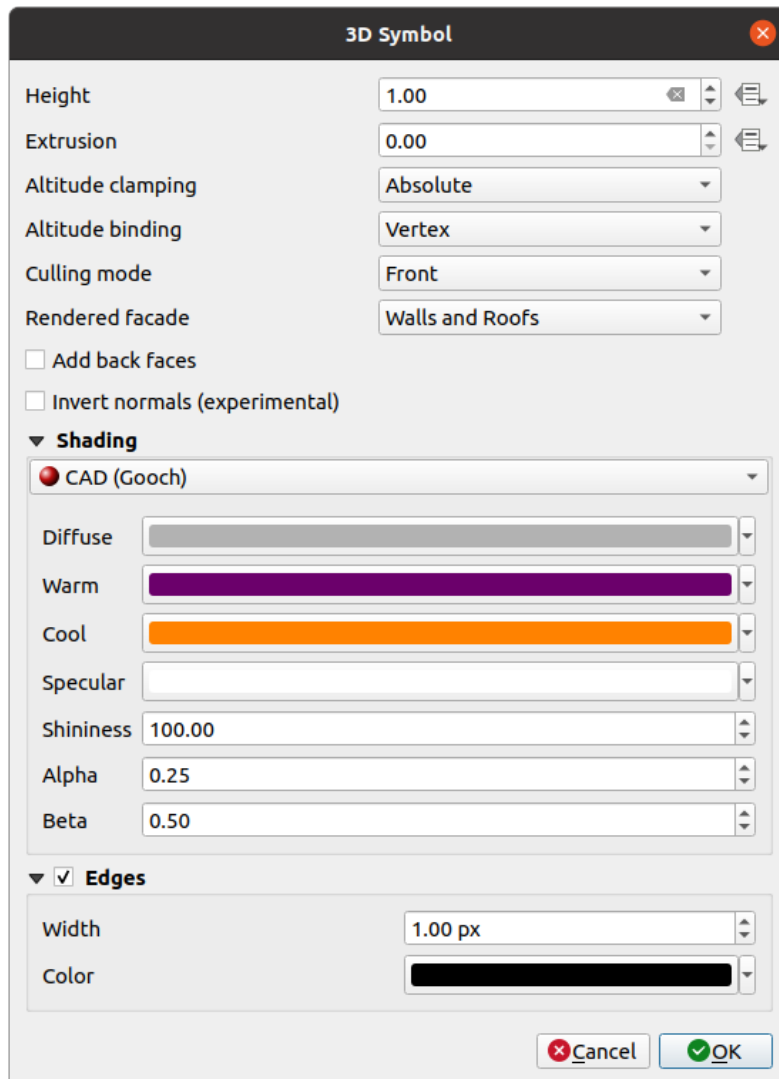 3D Symbol
Height 1.00
Extrusion 0.00
Altitude clamping Absolute
Altitude binding Vertex
Culling mode Front
Rendered facade Walls and Roofs
Add back faces
Invert normals (experimental)
Shading
CAD (Gooch)
Diffuse
Warm
Cool
Specular
Shininess 100.00
Alpha 0.25
Beta 0.50
Edges
Width 1.00 px
Color
Cancel OK